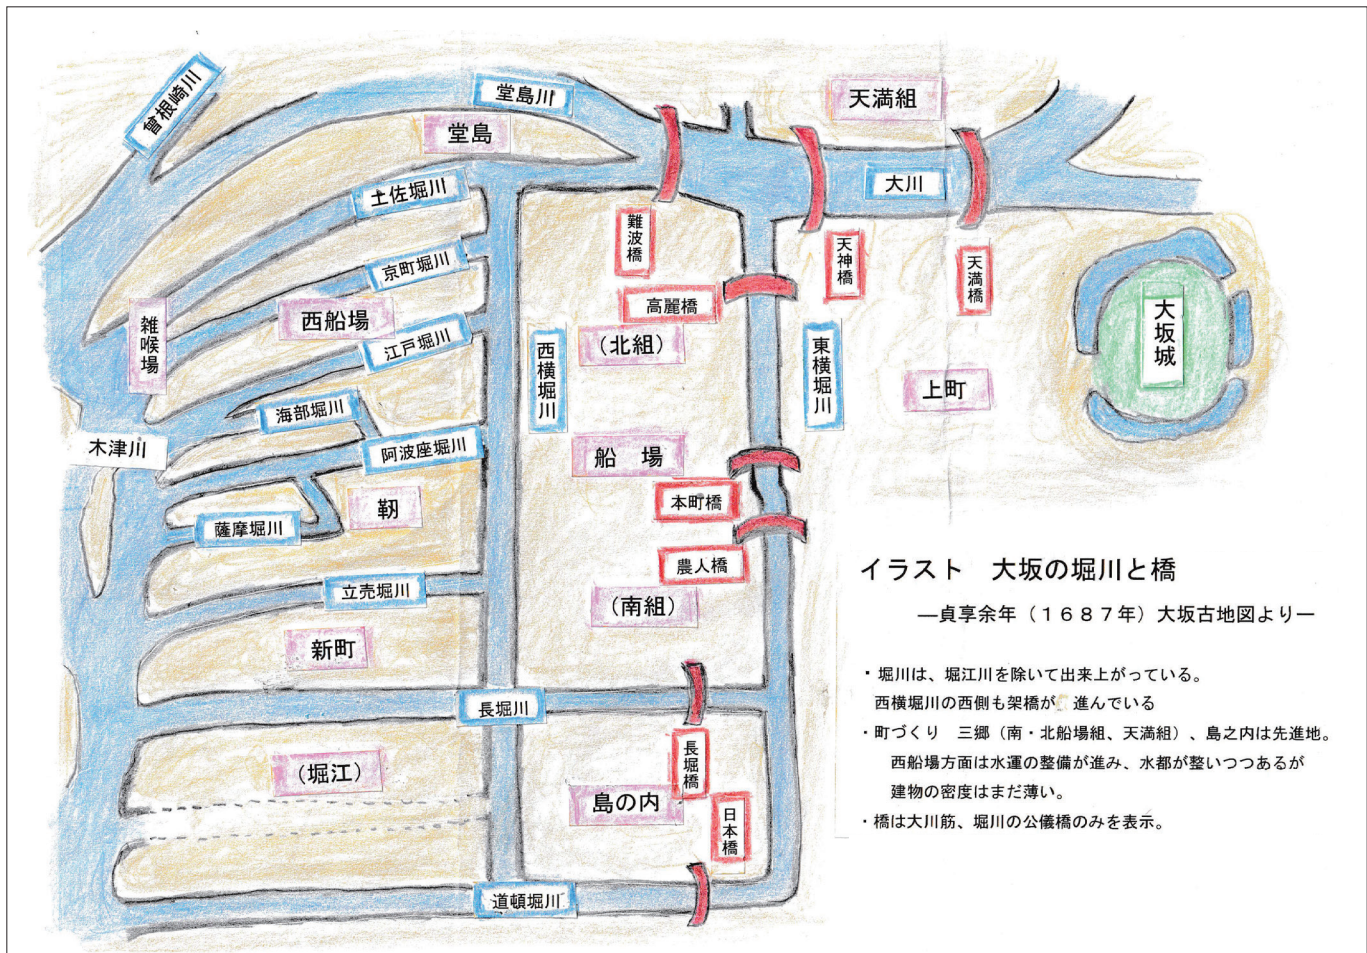 曾根崎川
堂島川
天満組
堂島
土佐堀川
大川
難波橋
天神橋
天満橋
京町堀川
高麗橋
大坂城
雑喉場
西船場
江戸堀川
西横堀川
（北組）
東横堀川
上町
海部堀川
木津川
阿波座堀川
船　場
靭
本町橋
薩摩堀川
農人橋
立売堀川
（南組）
新町
長堀川
（堀江）
長堀橋
島の内
日本橋
道頓堀川
イラスト　大坂の堀川と橋
―貞享余年（１６８７年）大坂古地図より―
・堀川は、堀江川を除いて出来上がっている。
西横堀川の西側も架橋が　進んでいる
・町づくり　三郷（南・北船場組、天満組）、島之内は先進地。
西船場方面は水運の整備が進み、水都が整いつつあるが
建物の密度はまだ薄い。
・橋は大川筋、堀川の公儀橋のみを表示。